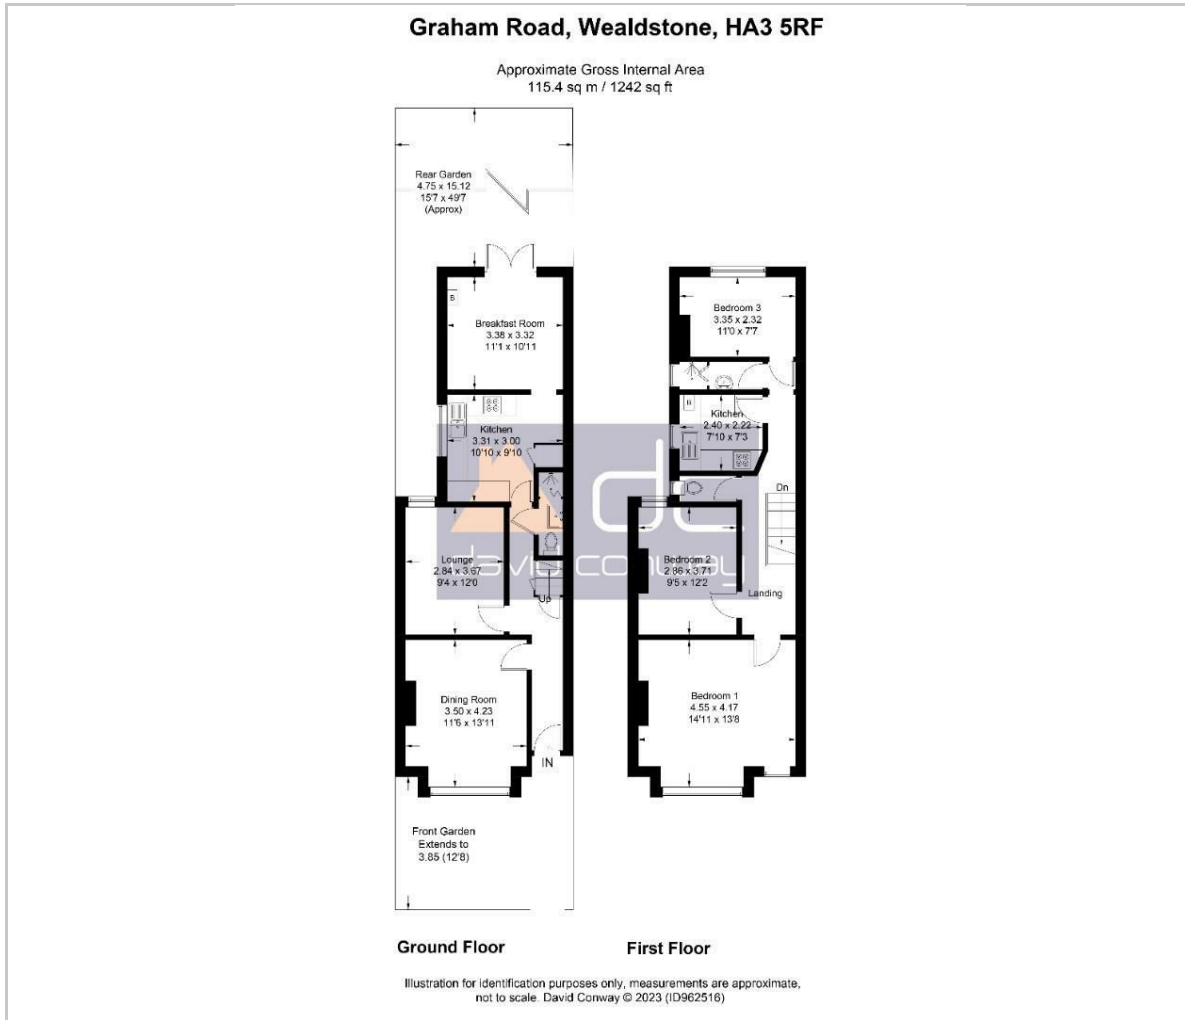 Graham Road, Wealdstone, HA3 5RF
Approximate Gross Internal Area
115.4 sq m / 1242 sq ft
Rear Garden
4.75 x 15.12
15'7 x 49'7
(Approx)
B
Breakfast Room
3.38 x 3.32
11'1 x 10'11
Kitchen
3.31 x 3.00
10'10 x 9'10
Lounge
2.84 x 3.67
9'4 x 12'0
Up
Dining Room
3.50 x 4.23
11'6 x 13'11
IN
Front Garden
Extends to
3.85 (12'8)
Ground Floor
Bedroom 3
3.35 x 2.32
11'0 x 7'7
B
Kitchen
2.40 x 2.22
7'10 x 7'3
Dn
Bedroom 2
2.86 x 3.71
9'5 x 12'2
Landing
Bedroom 1
4.55 x 4.17
14'11 x 13'8
First Floor
dc
david conway
Illustration for identification purposes only, measurements are approximate,
not to scale. David Conway © 2023 (ID962516)